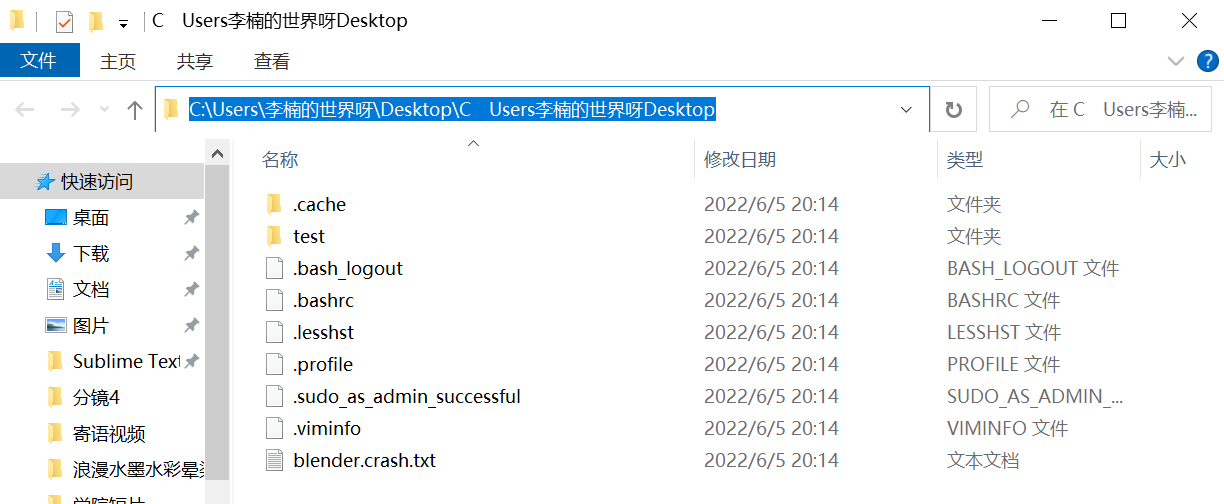 C    Users李楠的世界呀Desktop
文件 主页 共享 查看
C:\Users\李楠的世界呀\Desktop\C    Users李楠的世界呀Desktop 在 C    Users李楠...
名称 修改日期 类型 大小
快速访问
桌面
下载
文档
图片
Sublime Text
分镜4
寄语视频
浪漫水墨水彩晕染
学院短片
.cache 2022/6/5 20:14 文件夹
test 2022/6/5 20:14 文件夹
.bash_logout 2022/6/5 20:14 BASH_LOGOUT 文件
.bashrc 2022/6/5 20:14 BASHRC 文件
.lesshst 2022/6/5 20:14 LESSHST 文件
.profile 2022/6/5 20:14 PROFILE 文件
.sudo_as_admin_successful 2022/6/5 20:14 SUDO_AS_ADMIN_...
.viminfo 2022/6/5 20:14 VIMINFO 文件
blender.crash.txt 2022/6/5 20:14 文本文档